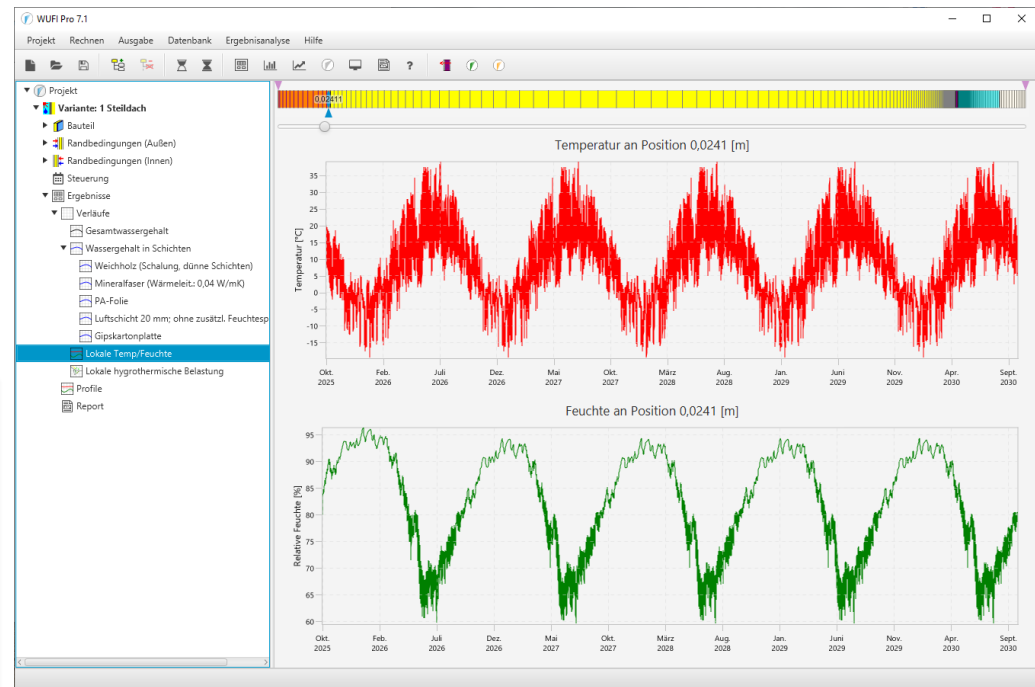 WUFI Pro 7.1
Projekt Rechnen Ausgabe Datenbank Ergebnisanalyse Hilfe
Projekt
Variante: 1 Steildach
Bauteil
Randbedingungen (Außen)
Randbedingungen (Innen)
Steuerung
Ergebnisse
Verläufe
Gesamtwassergehalt
Wassergehalt in Schichten
Weichholz (Schalung, dünne Schichten)
Mineralfaser (Wärmeleit.: 0,04 W/mK)
PA-Folie
Luftschicht 20 mm; ohne zusätzl. Feuchtesp
Gipskartonplatte
Lokale Temp/Feuchte
Lokale hygrothermische Belastung
Profile
Report
0,02411
Temperatur an Position 0,0241 [m]
Temperatur [°C]
35
30
25
20
15
10
5
0
-5
-10
-15
Okt. Feb. Juli Dez. Mai Okt. März Aug. Jan. Juni Nov. Apr. Sept.
2025 2026 2026 2026 2027 2027 2028 2028 2029 2029 2029 2030 2030
Feuchte an Position 0,0241 [m]
Relative Feuchte [%]
95
90
85
80
75
70
65
60
Okt. Feb. Juli Dez. Mai Okt. März Aug. Jan. Juni Nov. Apr. Sept.
2025 2026 2026 2026 2027 2027 2028 2028 2029 2029 2029 2030 2030